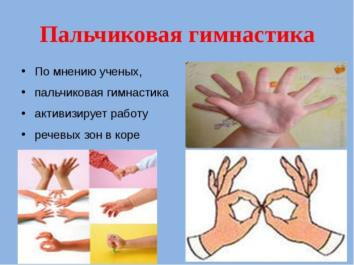 Пальчиковая гимнастика
• По мнению ученых,
• пальчиковая гимнастика
• активизирует работу
• речевых зон в коре